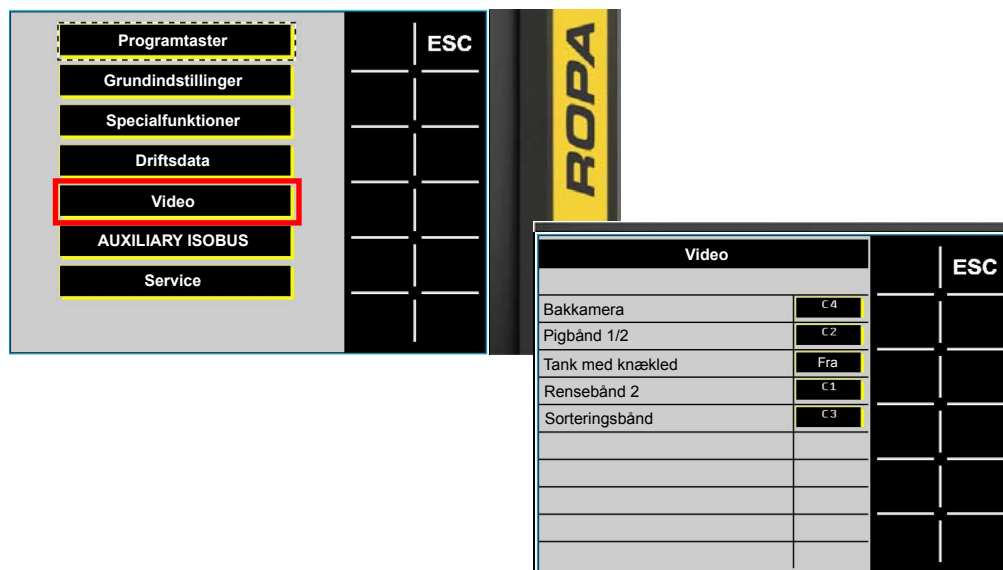 Programtaster
ESC
Grundindstillinger
Specialfunktioner
Driftsdata
Video
AUXILIARY ISOBUS
Service
ROPA
Video
ESC
Bakkamera C4
Pigbånd 1/2 C2
Tank med knækled Fra
Rensebånd 2 C1
Sorteringsbånd C3